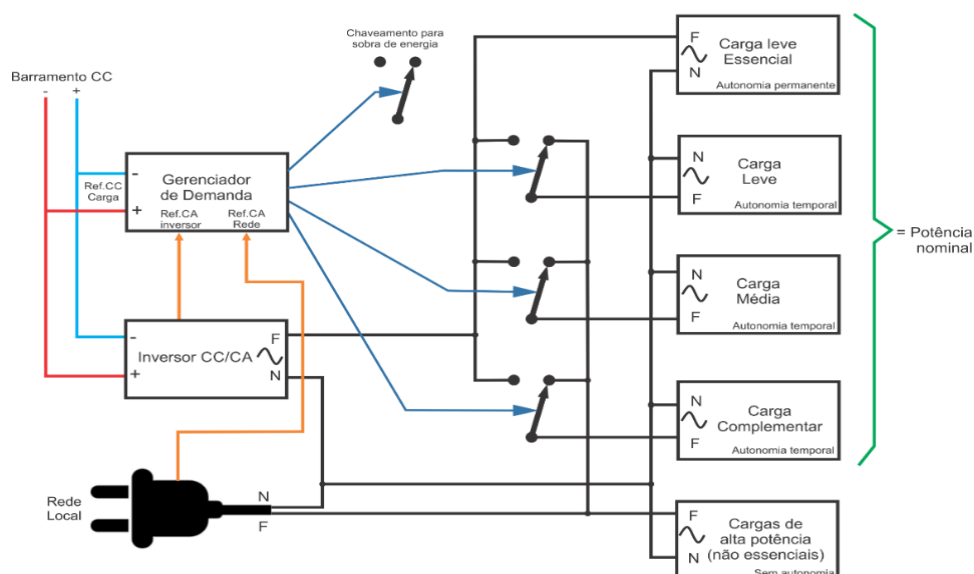 Chaveamento para
sobra de energia
Barramento CC
- +
Ref.CC
Carga
-
+
Gerenciador
de Demanda
Ref.CA
inversor
Ref.CA
Rede
-
+
Inversor CC/CA
F
N
Rede
Local
N
F
F
N
Carga leve
Essencial
Autonomia permanente
N
F
Carga
Leve
Autonomia temporal
N
F
Carga
Média
Autonomia temporal
N
F
Carga
Complementar
Autonomia temporal
F
N
Cargas de
alta potência
(não essenciais)
Sem autonomia
= Potência
nominal